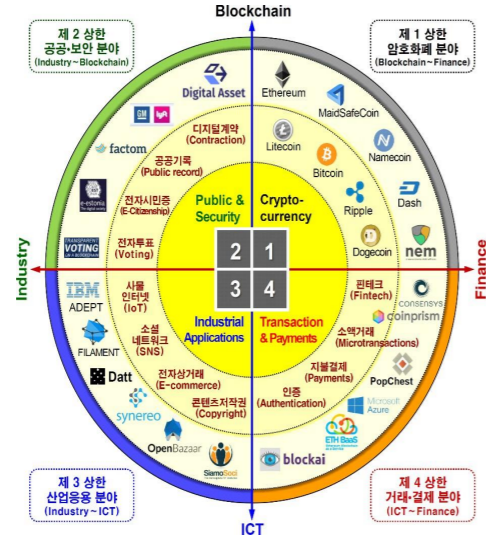 Blockchain
제 2 상한
공공·보안 분야
(Industry~Blockchain)
제 1 상한
암호화폐 분야
(Blockchain~Finance)
Digital Asset
Ethereum
GM
lyft
MaidSafeCoin
디지털계약
(Contraction)
Litecoin
factom
Namecoin
공공기록
(Public record)
Bitcoin
e-estonia
전자시민증
(E-Citizenship)
Public &
Security
Crypto-
currency
Ripple
Dash
TRANSPARENT
VOTING
전자투표
(Voting)
Dogecoin
nem
2 1
3 4
Industry
Finance
IBM
ADEPT
사물
인터넷
(IoT)
핀테크
(Fintech)
CONSENSYS
coinprism
Industrial
Applications
Transaction
& Payments
FILAMENT
소셜
네트워크
(SNS)
소액거래
(Microtransactions)
Datt
전자상거래
(E-commerce)
지불결제
(Payments)
PopChest
synereo
콘텐츠저작권
(Copyright)
인증
(Authentication)
Microsoft
Azure
OpenBazaar
ETH BaaS
SiamoSoci
blockai
제 3 상한
산업응용 분야
(Industry~ICT)
제 4 상한
거래·결제 분야
(ICT~Finance)
ICT